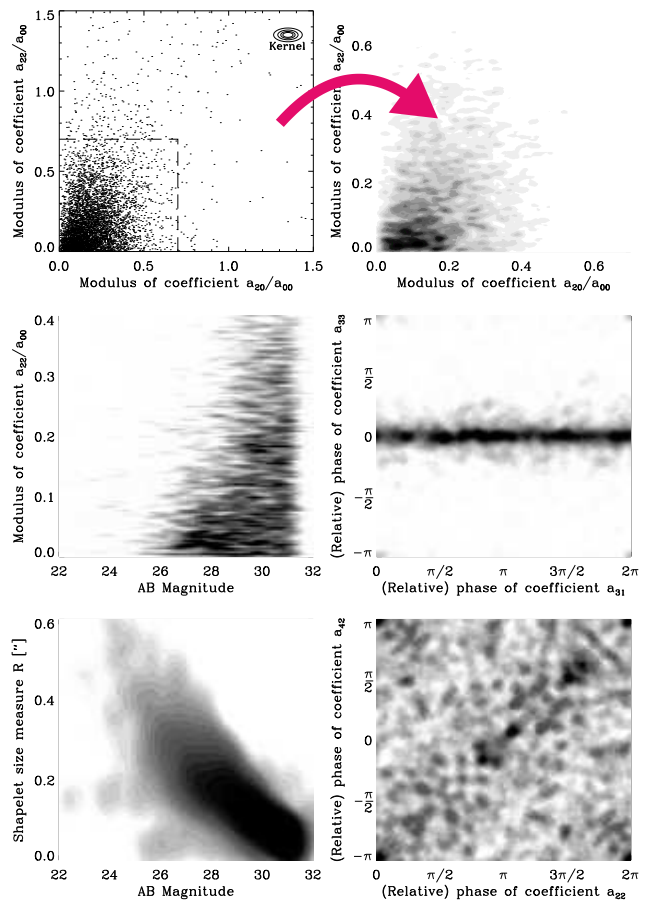 Modulus of coefficient a22/a00
1.5
1.0
0.5
0.0
Kernel
0.0 0.5 1.0 1.5
Modulus of coefficient a20/a00
Modulus of coefficient a22/a00
0.6
0.4
0.2
0.0
0.0 0.2 0.4 0.6
Modulus of coefficient a20/a00
Modulus of coefficient a22/a00
0.4
0.3
0.2
0.1
0.0
22 24 26 28 30 32
AB Magnitude
(Relative) phase of coefficient a33
π
π/2
0
−π/2
−π
0 π/2 π 3π/2 2π
(Relative) phase of coefficient a31
Shapelet size measure R ["]
0.6
0.4
0.2
0.0
22 24 26 28 30 32
AB Magnitude
(Relative) phase of coefficient a42
π
π/2
0
−π/2
−π
0 π/2 π 3π/2 2π
(Relative) phase of coefficient a22